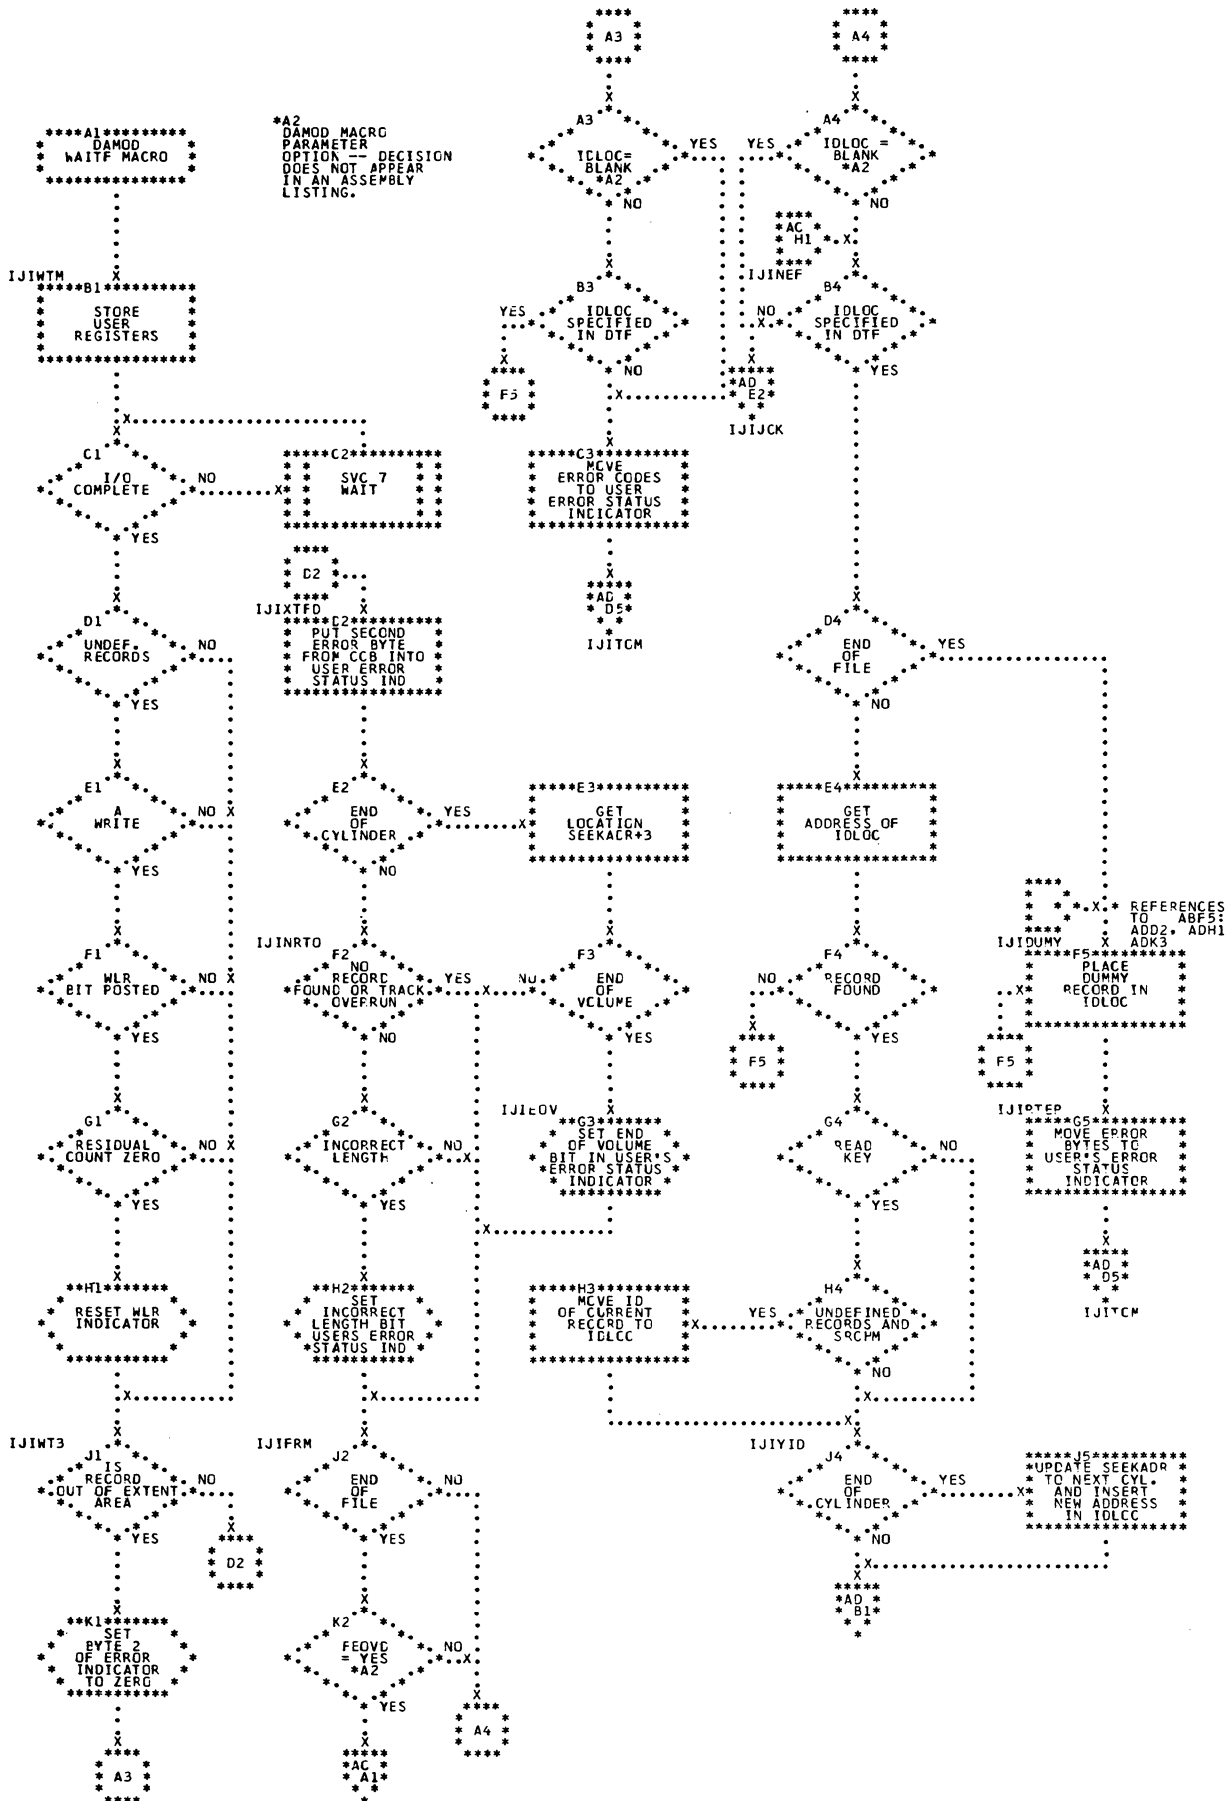 A3
A4
A1
DAMOD
WAITF MACRO
*A2
DAMOD MACRO
PARAMETER
OPTION -- DECISION
DOES NOT APPEAR
IN AN ASSEMBLY
LISTING.
A3
IDLOC=
BLANK
*A2
YES
NO
A4
IDLOC =
BLANK
*A2
YES
NO
AC
H1
IJINEF
IJIWTM
B1
STORE
USER
REGISTERS
B3
IDLOC
SPECIFIED
IN DTF
YES
NO
F5
B4
IDLOC
SPECIFIED
IN DTF
NO
YES
AD
E2
IJIJCK
C1
I/O
COMPLETE
NO
YES
C2
SVC 7
WAIT
C3
MOVE
ERROR CODES
TO USER
ERROR STATUS
INDICATOR
AD
D5
IJITCM
D2
IJIXTFD
D1
UNDEF.
RECORDS
NO
YES
D2
PUT SECOND
ERROR BYTE
FROM CCB INTO
USER ERROR
STATUS IND
D4
END
OF
FILE
YES
NO
E1
A
WRITE
NO
YES
E2
END
OF
CYLINDER
YES
NO
E3
GET
LOCATION
SEEKADR+3
E4
GET
ADDRESS OF
IDLOC
REFERENCES
TO ABF5:
ADD2, ADH1
ADK3
F1
WLR
BIT POSTED
NO
YES
IJINRTO
F2
NO
RECORD
FOUND OR TRACK
OVERRUN
YES
NO
F3
END
OF
VOLUME
NO
YES
F4
RECORD
FOUND
NO
YES
F5
IJIDUMY
F5
PLACE
DUMMY
RECORD IN
IDLOC
F5
G1
RESIDUAL
COUNT ZERO
NO
YES
G2
INCORRECT
LENGTH
NO
YES
IJIEOV
G3
SET END
OF VOLUME
BIT IN USER'S
ERROR STATUS
INDICATOR
G4
READ
KEY
NO
YES
IJIRTEP
G5
MOVE ERROR
BYTES TO
USER'S ERROR
STATUS
INDICATOR
AD
D5
IJITCM
H1
RESET WLR
INDICATOR
H2
SET
INCORRECT
LENGTH BIT
USERS ERROR
STATUS IND
H3
MOVE ID
OF CURRENT
RECORD TO
IDLOC
H4
UNDEFINED
RECORDS AND
SRCHM
YES
NO
IJIWT3
J1
IS
RECORD
OUT OF EXTENT
AREA
NO
YES
D2
IJIFRM
J2
END
OF
FILE
NO
YES
IJIYID
J4
END
OF
CYLINDER
YES
NO
J5
UPDATE SEEKADR
TO NEXT CYL.
AND INSERT
NEW ADDRESS
IN IDLOC
AD
B1
K1
SET
BYTE 2
OF ERROR
INDICATOR
TO ZERO
A3
K2
FEOVD
= YES
*A2
NO
YES
A4
AC
A1